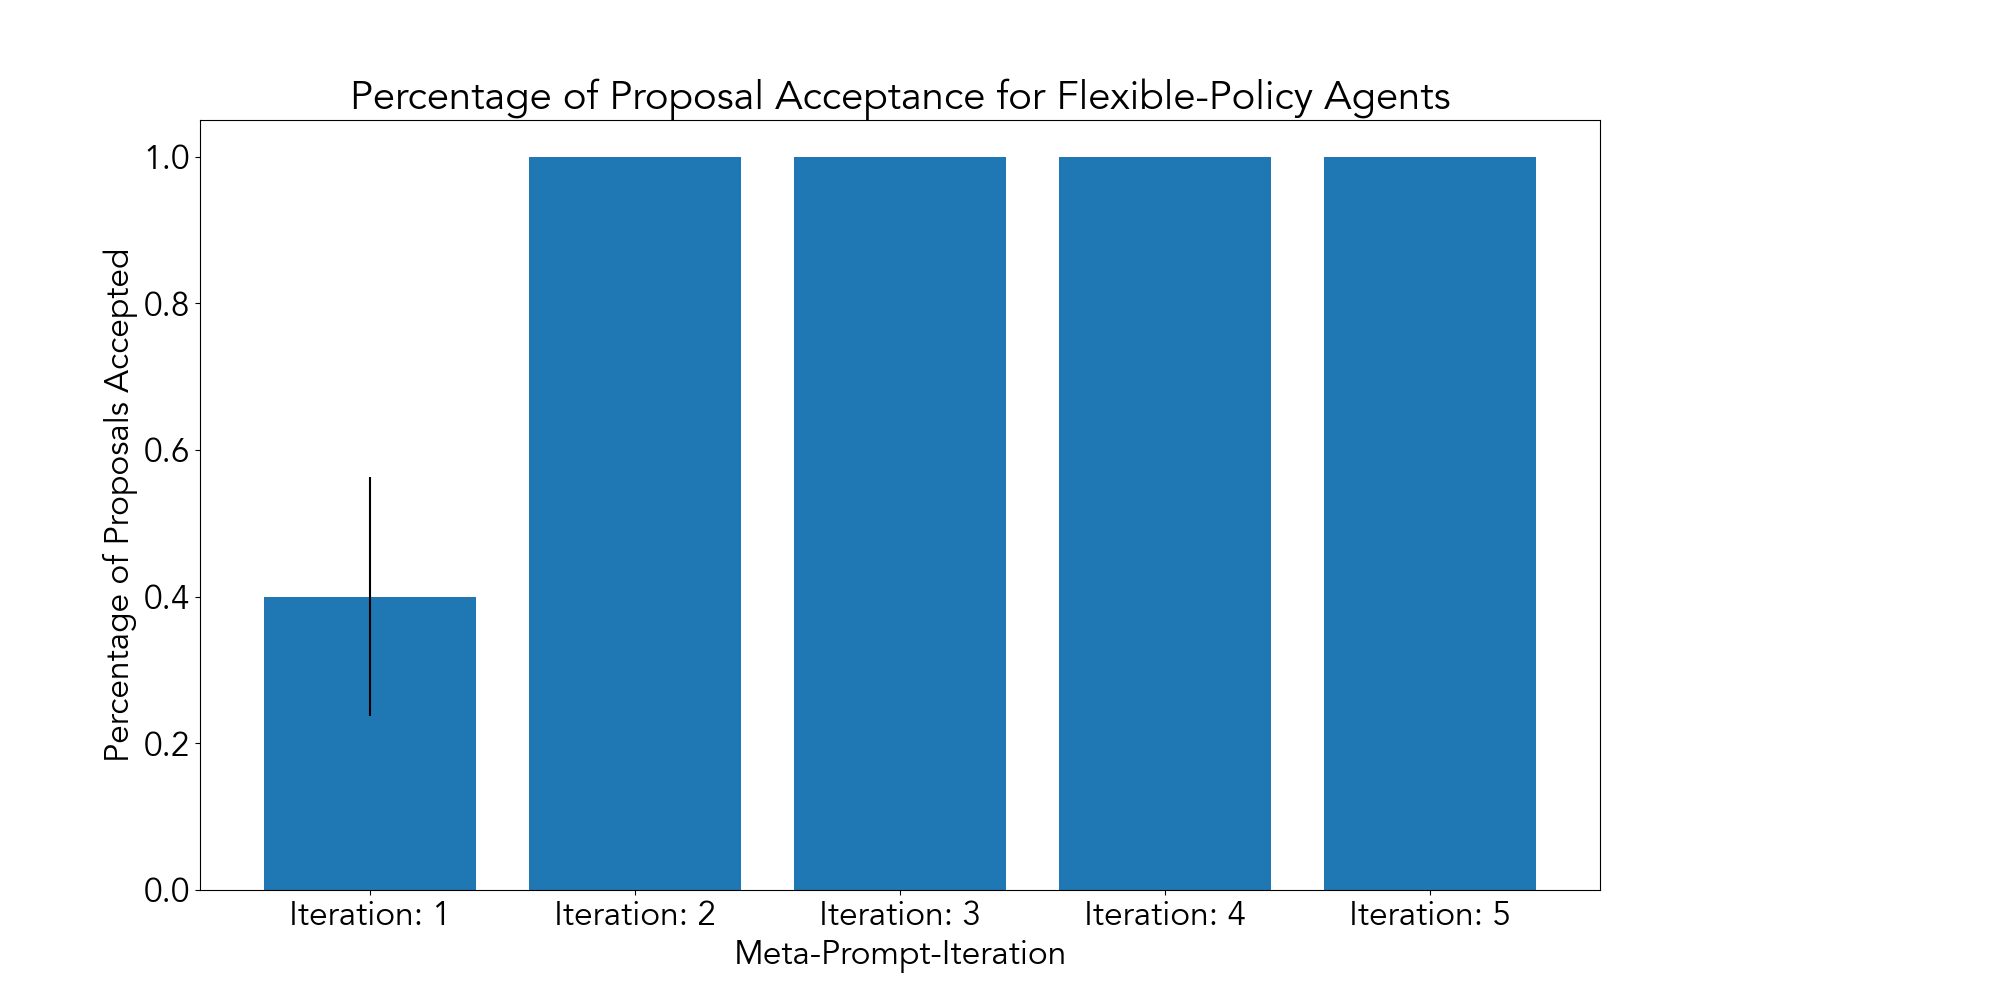 Percentage of Proposal Acceptance for Flexible-Policy Agents
Percentage of Proposals Accepted
1.0
0.8
0.6
0.4
0.2
0.0
Iteration: 1 Iteration: 2 Iteration: 3 Iteration: 4 Iteration: 5
Meta-Prompt-Iteration